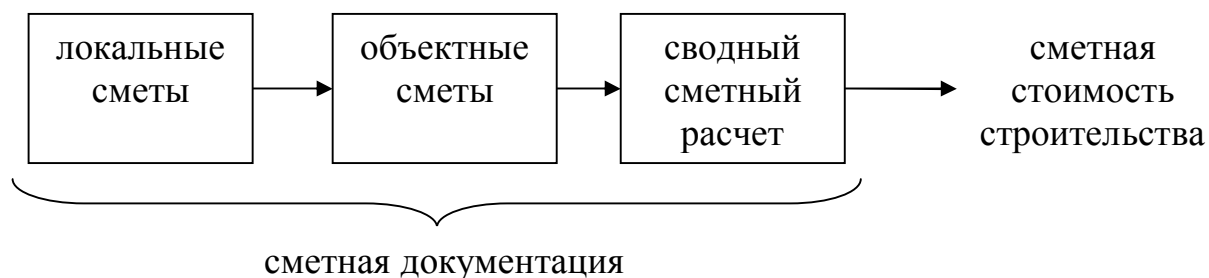 локальные
сметы
объектные
сметы
сводный
сметный
расчет
сметная
стоимость
строительства
сметная документация